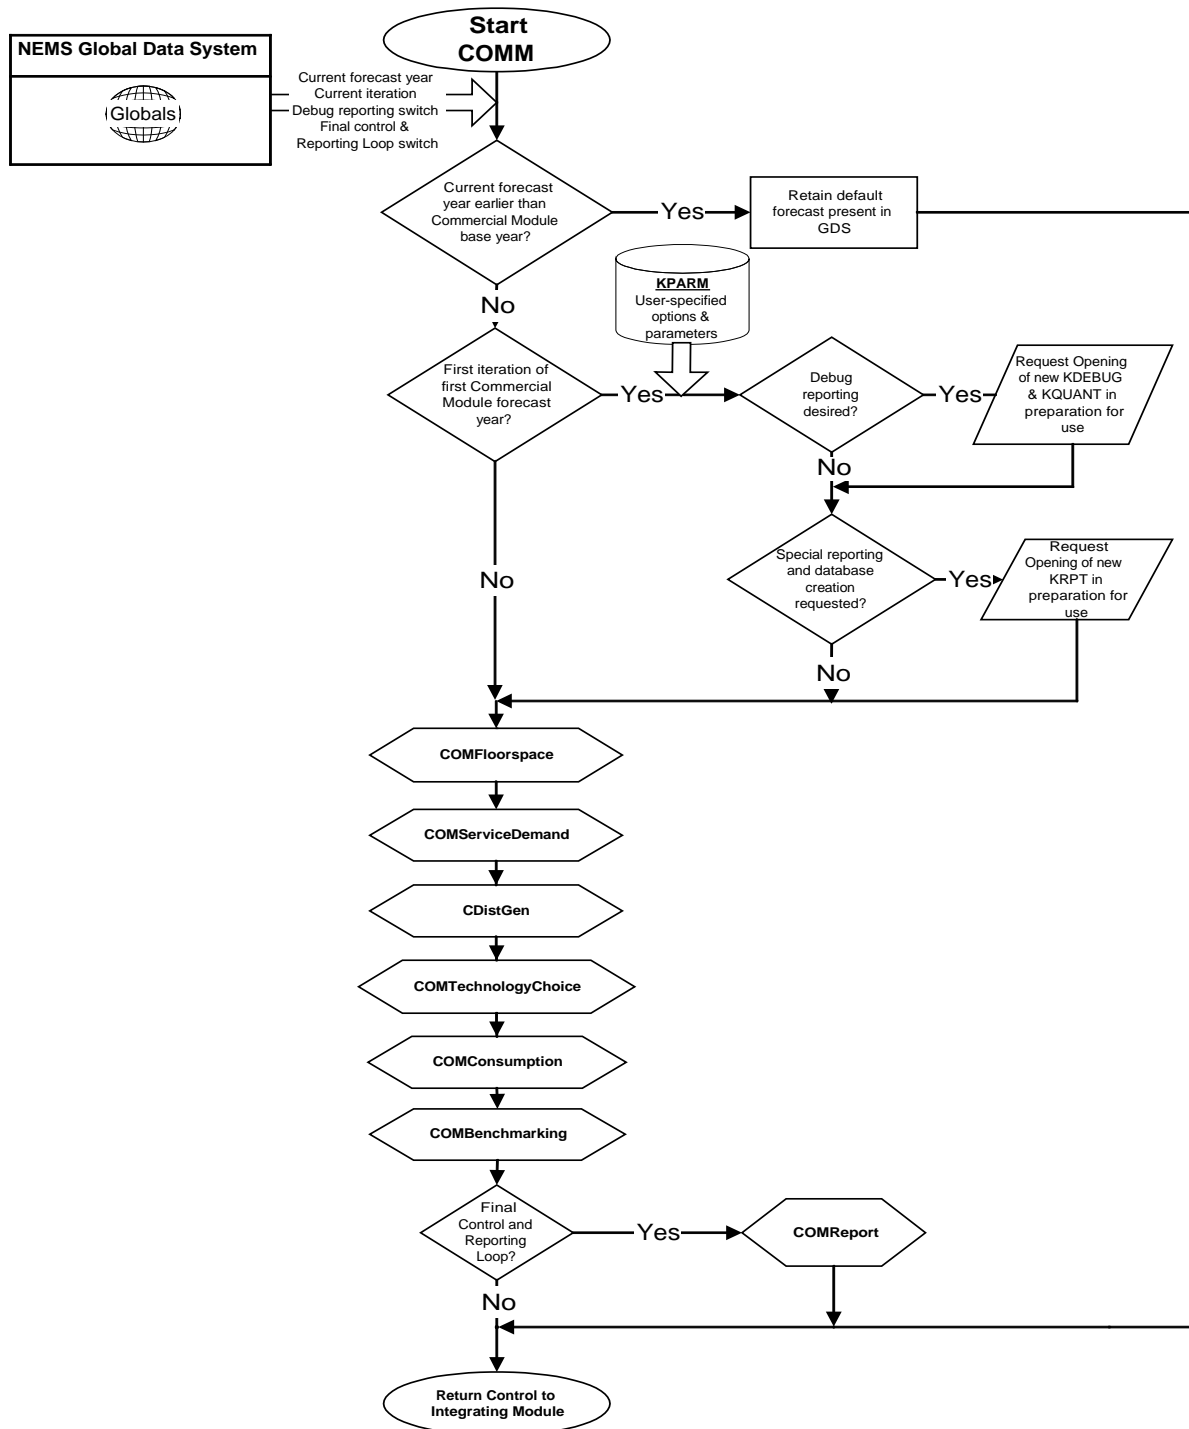 Start
COMM
NEMS Global Data System
Globals
Current forecast year
Current iteration
Debug reporting switch
Final control &
Reporting Loop switch
Current forecast
year earlier than
Commercial Module
base year?
Yes
Retain default
forecast present in
GDS
No
KPARM
User-specified
options &
parameters
First iteration of
first Commercial
Module forecast
year?
Yes
Debug
reporting
desired?
Yes
Request Opening
of new KDEBUG
& KQUANT in
preparation for
use
No
Special reporting
and database
creation
requested?
Yes
Request
Opening of new
KRPT in
preparation for
use
No
No
COMFloorspace
COMServiceDemand
CDistGen
COMTechnologyChoice
COMConsumption
COMBenchmarking
Final
Control and
Reporting
Loop?
Yes
COMReport
No
Return Control to
Integrating Module